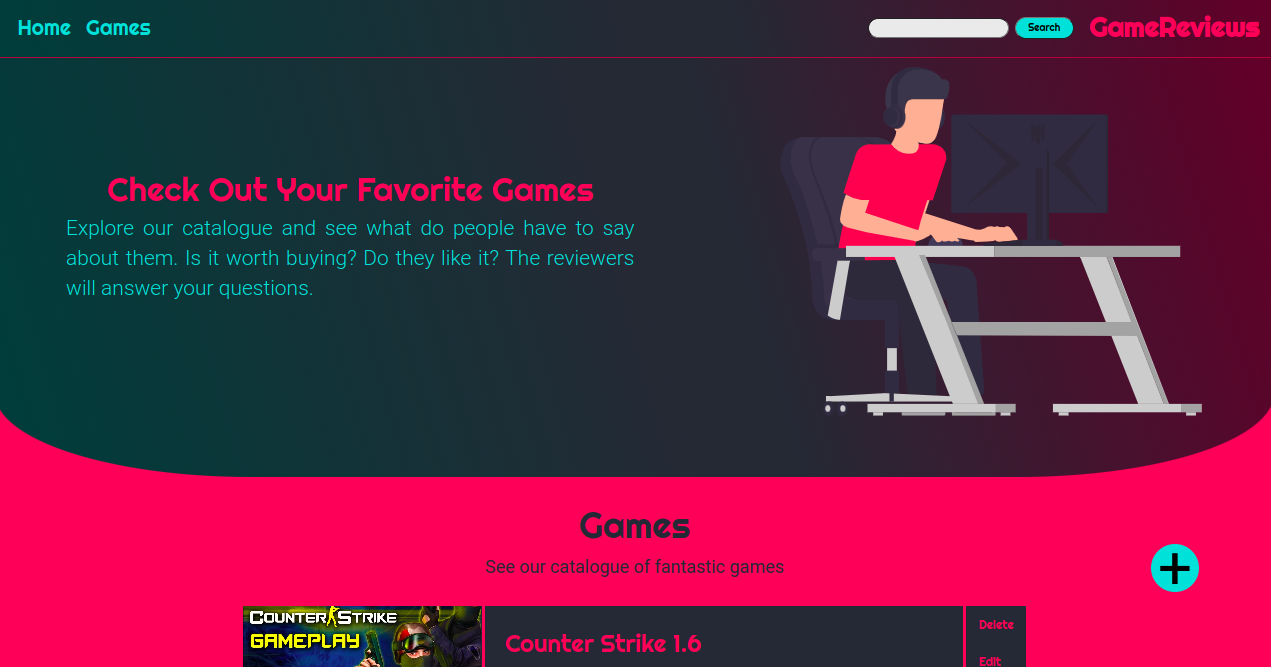 Home Games Search GameReviews
Check Out Your Favorite Games
Explore our catalogue and see what do people have to say
about them. Is it worth buying? Do they like it? The reviewers
will answer your questions.
Games
See our catalogue of fantastic games
COUNTER STRIKE
GAMEPLAY
Counter Strike 1.6
Delete
Edit